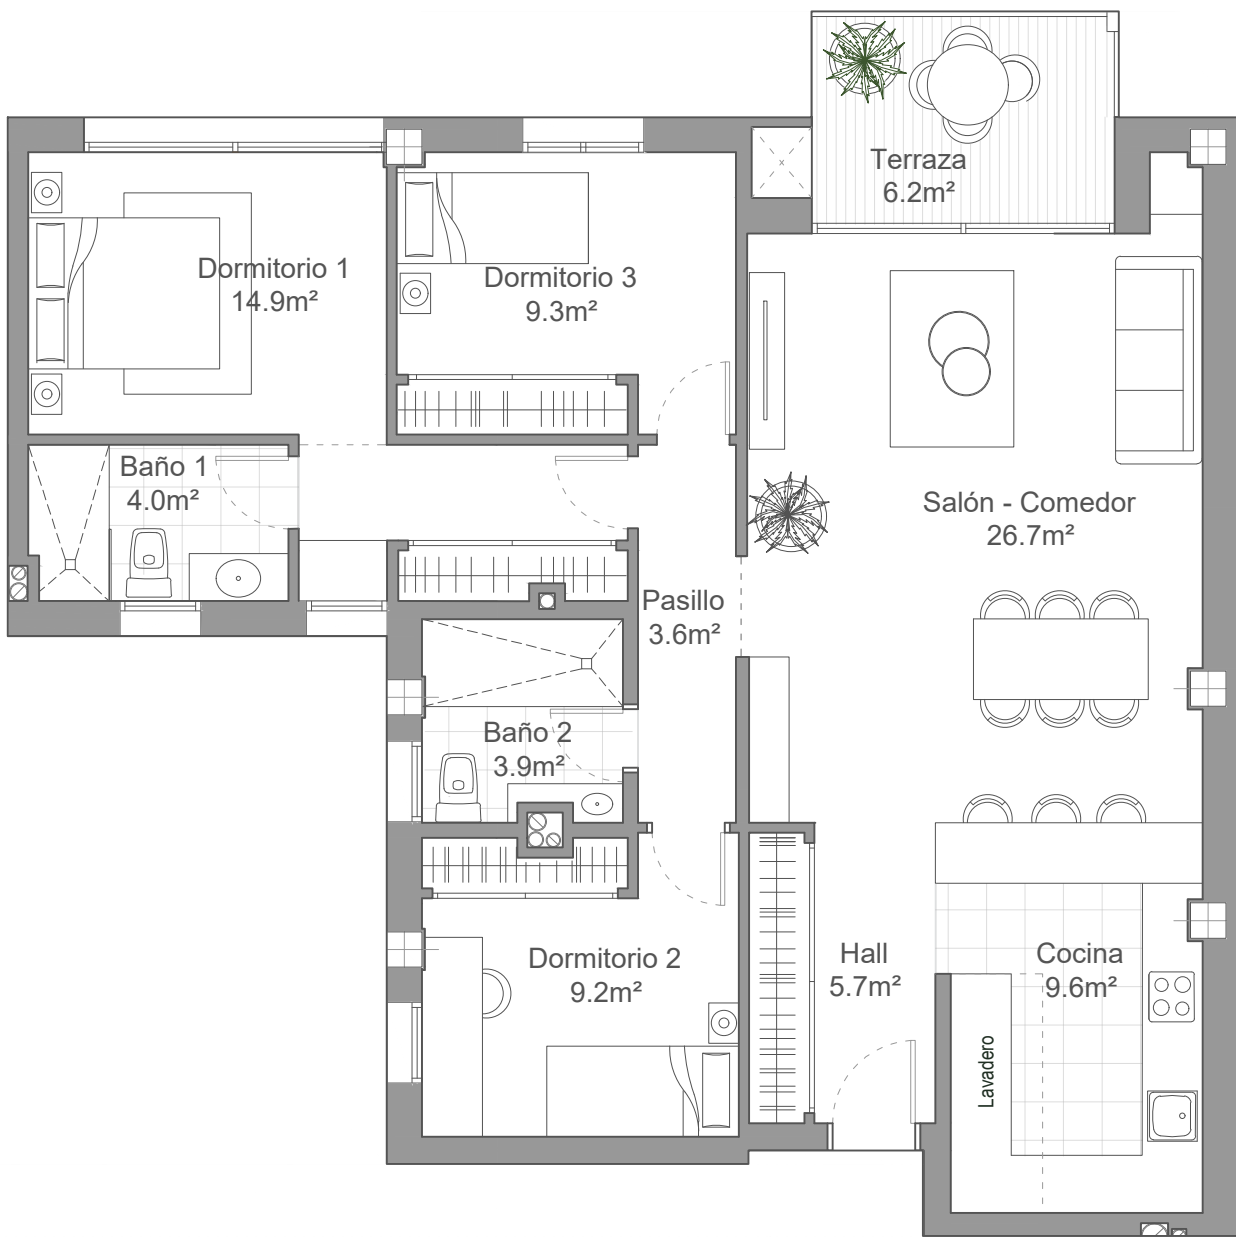 Terraza
6.2m²
Dormitorio 1
14.9m²
Dormitorio 3
9.3m²
Baño 1
4.0m²
Salón - Comedor
26.7m²
Pasillo
3.6m²
Baño 2
3.9m²
Dormitorio 2
9.2m²
Hall
5.7m²
Cocina
9.6m²
Lavadero